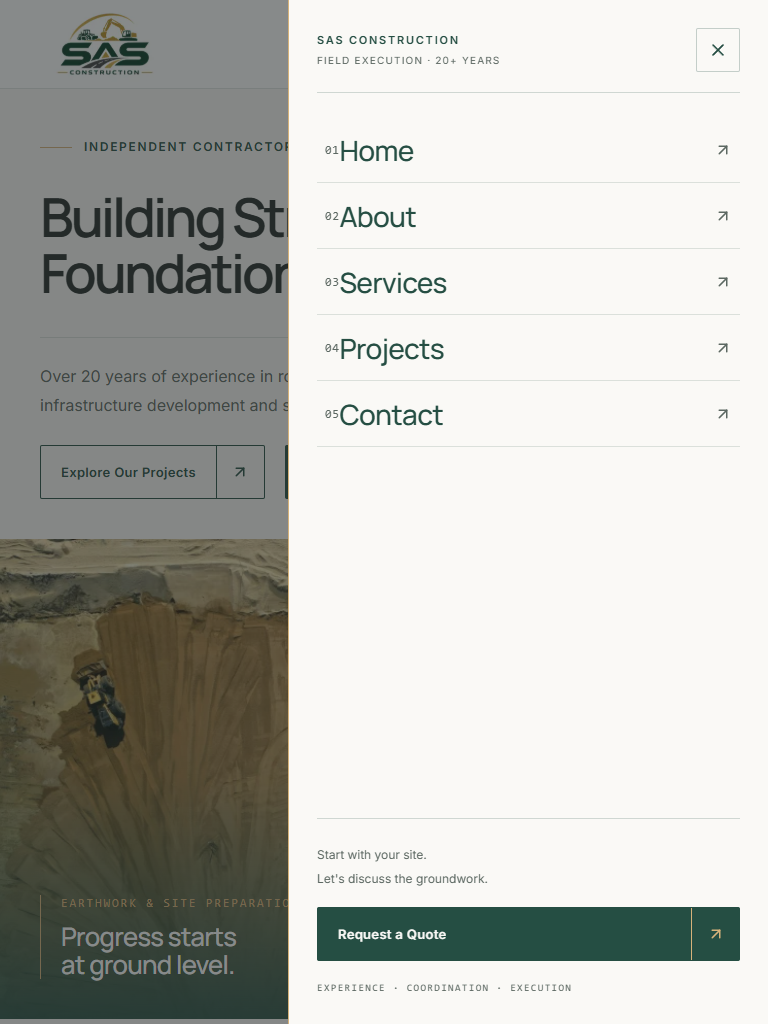 SAS
CONSTRUCTION
INDEPENDENT CONTRACTOR
Building
Foundation
Over 20 years of experience in
infrastructure development and
Explore Our Projects
EARTHWORK & SITE PREPARATIO
Progress starts
at ground level.
SAS CONSTRUCTION
FIELD EXECUTION · 20+ YEARS
01 Home
02 About
03 Services
04 Projects
05 Contact
Start with your site.
Let's discuss the groundwork.
Request a Quote
EXPERIENCE · COORDINATION · EXECUTION